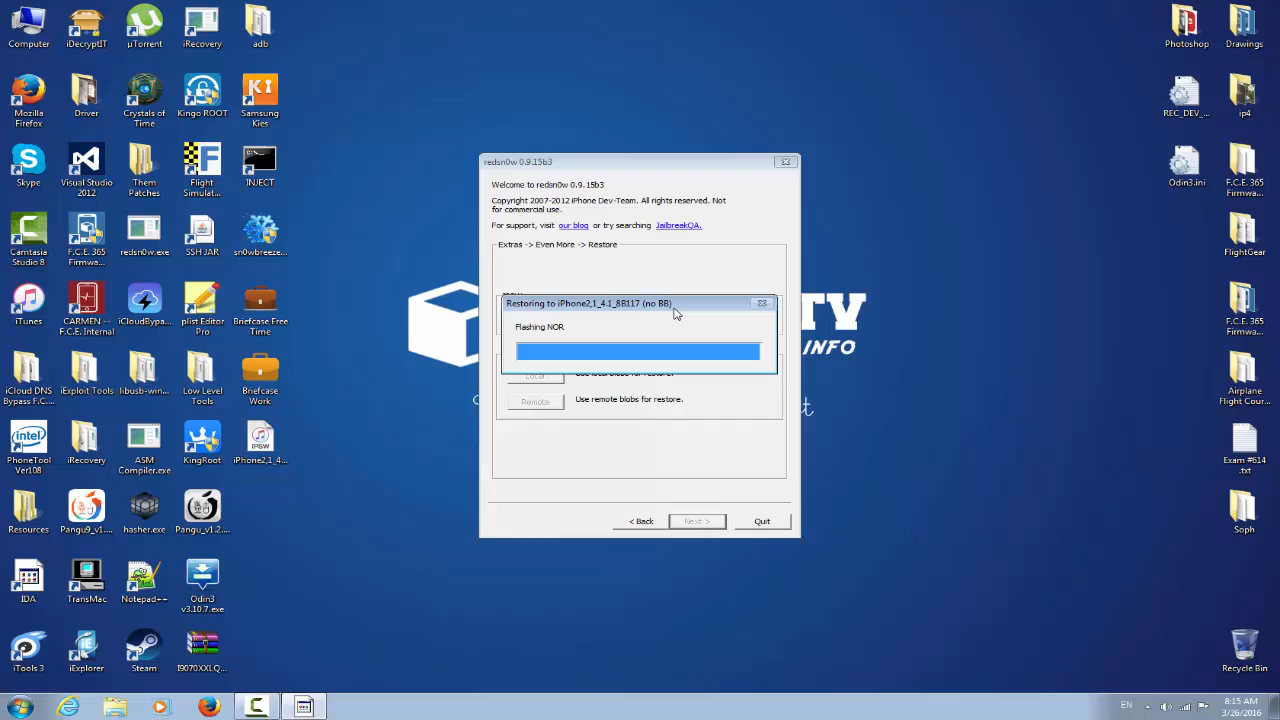 Computer
iDecryptIT
µTorrent
iRecovery
adb
Photoshop
Drawings
Mozilla
Firefox
Driver
Crystals of
Time
Kingo ROOT
Samsung
Kies
REC_DEV_...
ip4
Skype
Visual Studio
2012
Them
Patches
Flight
Simulat...
INJECT
Odin3.ini
F.C.E. 365
Firmwa...
Camtasia
Studio 8
F.C.E. 365
Firmwa...
redsn0w.exe
SSH JAR
sn0wbreeze...
FlightGear
iTunes
CARMEN --
F.C.E. Internal
iCloudBypa...
plist Editor
Pro
Briefcase Free
Time
F.C.E. 365
Firmwa...
iCloud DNS
Bypass F.C....
iExploit Tools
libusb-win...
Low Level
Tools
Briefcase
Work
Airplane
Flight Cour...
PhoneTool
Ver108
iRecovery
ASM
Compiler.exe
KingRoot
iPhone2,1_4...
Exam #614
.txt
Resources
Pangu9_v1....
hasher.exe
Pangu_v1.2....
Soph
IDA
TransMac
Notepad++
Odin3
v3.10.7.exe
iTools 3
iExplorer
Steam
I9070XXLQ...
Recycle Bin
redsn0w 0.9.15b3
Welcome to redsn0w 0.9.15b3
Copyright 2007-2012 iPhone Dev-Team. All rights reserved. Not
for commercial use.
For support, visit our blog or try searching JailbreakQA.
Extras -> Even More -> Restore
Restoring to iPhone2,1_4.1_8B117 (no BB)
Flashing NOR
Local
Use local blobs for restore.
Remote
Use remote blobs for restore.
< Back
Next >
Quit
TY
.INFO
EN
8:15 AM
3/26/2016